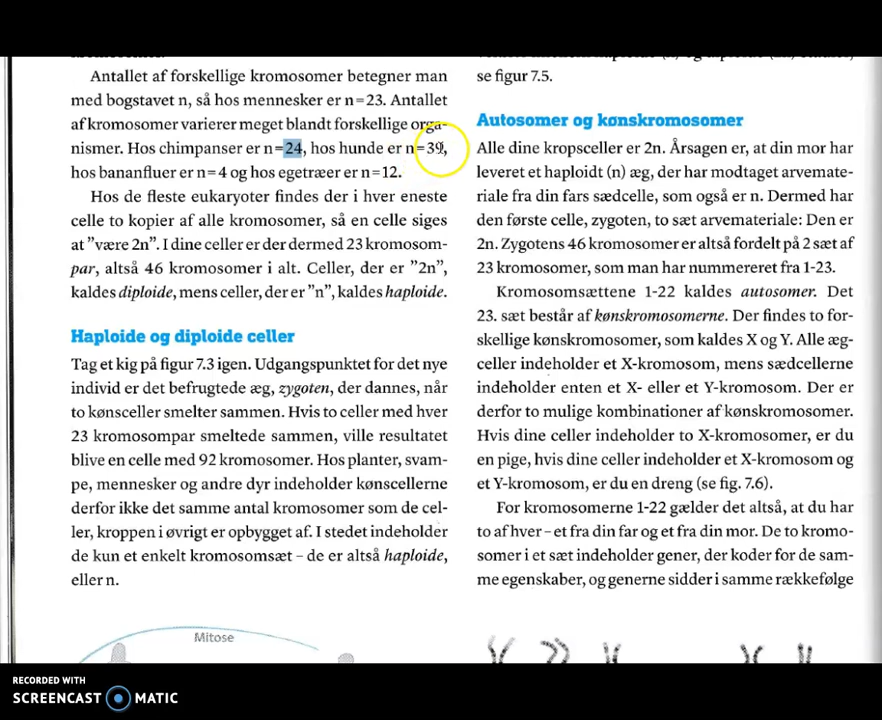 Antallet af forskellige kromosomer betegner man
med bogstavet n, så hos mennesker er n=23. Antallet
af kromosomer varierer meget blandt forskellige orga-
nismer. Hos chimpanser er n=24, hos hunde er n=39,
hos bananfluer er n=4 og hos egetræer er n=12.
Hos de fleste eukaryoter findes der i hver eneste
celle to kopier af alle kromosomer, så en celle siges
at ”være 2n”. I dine celler er der dermed 23 kromosom-
par, altså 46 kromosomer i alt. Celler, der er ”2n”,
kaldes diploide, mens celler, der er ”n”, kaldes haploide.
Haploide og diploide celler
Tag et kig på figur 7.3 igen. Udgangspunktet for det nye
individ er det befrugtede æg, zygoten, der dannes, når
to kønsceller smelter sammen. Hvis to celler med hver
23 kromosompar smeltede sammen, ville resultatet
blive en celle med 92 kromosomer. Hos planter, svam-
pe, mennesker og andre dyr indeholder kønscellerne
derfor ikke det samme antal kromosomer som de cel-
ler, kroppen i øvrigt er opbygget af. I stedet indeholder
de kun et enkelt kromosomsæt – de er altså haploide,
eller n.
Mitose
se figur 7.5.
Autosomer og kønskromosomer
Alle dine kropsceller er 2n. Årsagen er, at din mor har
leveret et haploidt (n) æg, der har modtaget arvemate-
riale fra din fars sædcelle, som også er n. Dermed har
den første celle, zygoten, to sæt arvemateriale: Den er
2n. Zygotens 46 kromosomer er altså fordelt på 2 sæt af
23 kromosomer, som man har nummereret fra 1-23.
Kromosomsættene 1-22 kaldes autosomer. Det
23. sæt består af kønskromosomerne. Der findes to for-
skellige kønskromosomer, som kaldes X og Y. Alle æg-
celler indeholder et X-kromosom, mens sædcellerne
indeholder enten et X- eller et Y-kromosom. Der er
derfor to mulige kombinationer af kønskromosomer.
Hvis dine celler indeholder to X-kromosomer, er du
en pige, hvis dine celler indeholder et X-kromosom og
et Y-kromosom, er du en dreng (se fig. 7.6).
For kromosomerne 1-22 gælder det altså, at du har
to af hver – et fra din far og et fra din mor. De to kromo-
somer i et sæt indeholder gener, der koder for de sam-
me egenskaber, og generne sidder i samme rækkefølge
RECORDED WITH
SCREENCAST MATIC